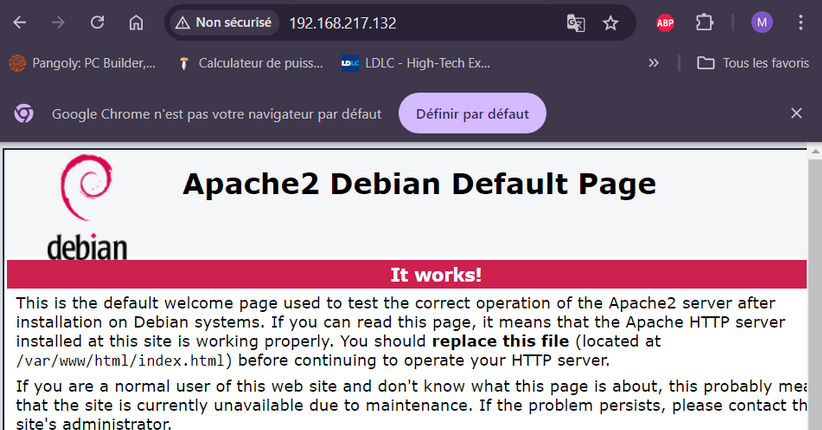 Non sécurisé 192.168.217.132 ABP M
Pangoly: PC Builder,... Calculateur de puiss... LDLC LDLC - High-Tech Ex... » Tous les favoris
Google Chrome n'est pas votre navigateur par défaut Définir par défaut
Apache2 Debian Default Page
debian
It works!
This is the default welcome page used to test the correct operation of the Apache2 server after
installation on Debian systems. If you can read this page, it means that the Apache HTTP server
installed at this site is working properly. You should replace this file (located at
/var/www/html/index.html) before continuing to operate your HTTP server.
If you are a normal user of this web site and don't know what this page is about, this probably mea
that the site is currently unavailable due to maintenance. If the problem persists, please contact th
site's administrator.